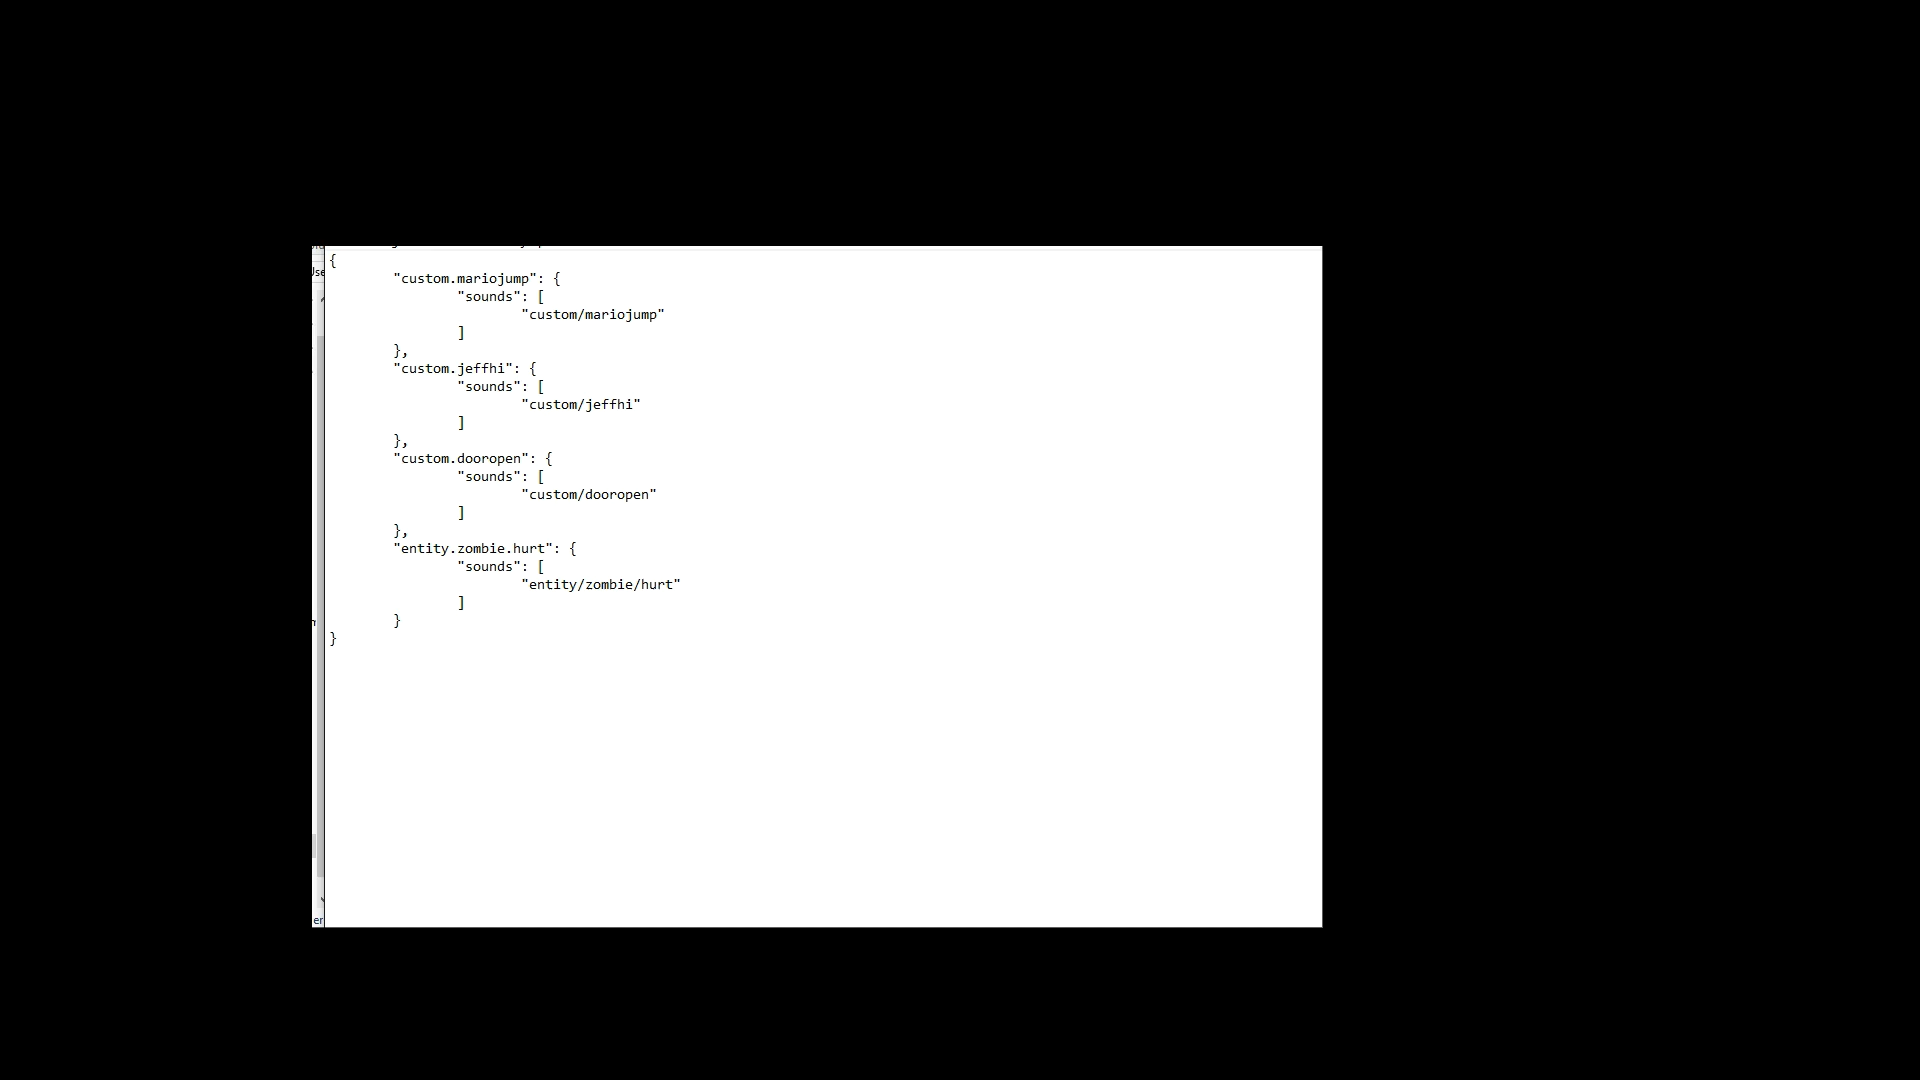 {
"custom.mariojump": {
"sounds": [
"custom/mariojump"
]
},
"custom.jeffhi": {
"sounds": [
"custom/jeffhi"
]
},
"custom.dooropen": {
"sounds": [
"custom/dooropen"
]
},
"entity.zombie.hurt": {
"sounds": [
"entity/zombie/hurt"
]
}
}